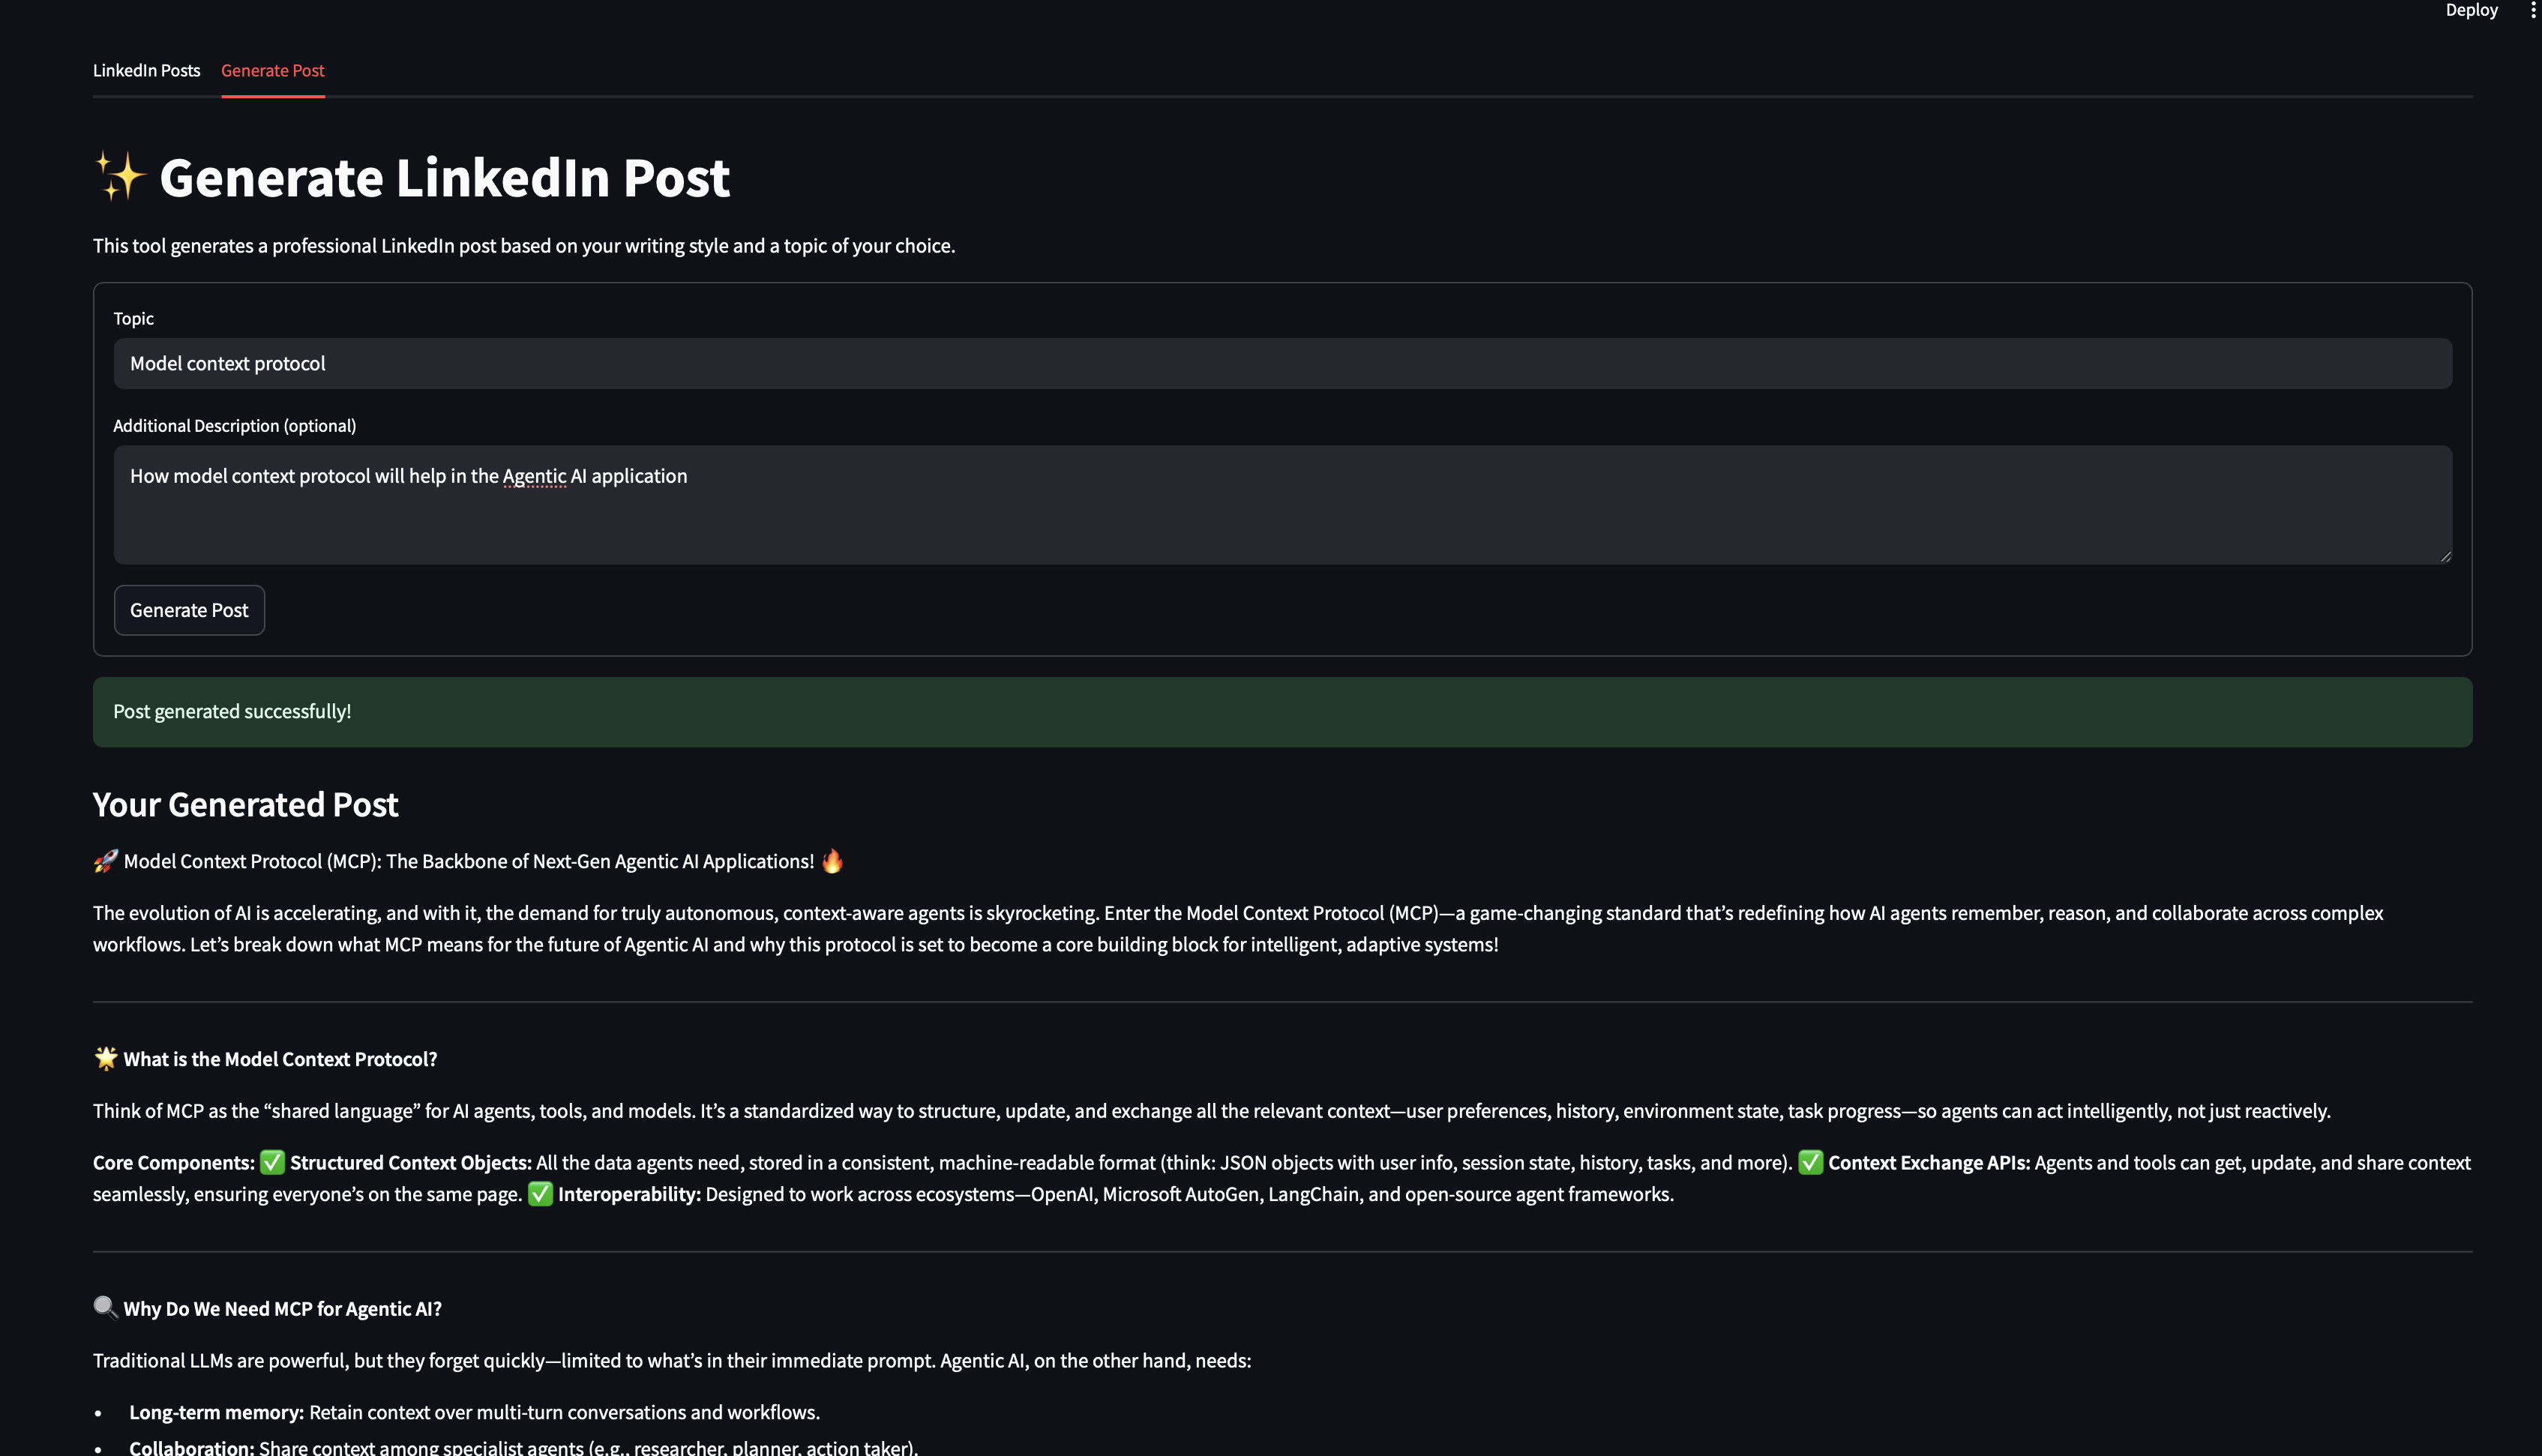 Deploy
LinkedIn Posts Generate Post
✨ Generate LinkedIn Post
This tool generates a professional LinkedIn post based on your writing style and a topic of your choice.
Topic
Model context protocol
Additional Description (optional)
How model context protocol will help in the Agentic AI application
Generate Post
Post generated successfully!
Your Generated Post
🚀 Model Context Protocol (MCP): The Backbone of Next-Gen Agentic AI Applications! 🔥
The evolution of AI is accelerating, and with it, the demand for truly autonomous, context-aware agents is skyrocketing. Enter the Model Context Protocol (MCP)—a game-changing standard that’s redefining how AI agents remember, reason, and collaborate across complex
workflows. Let’s break down what MCP means for the future of Agentic AI and why this protocol is set to become a core building block for intelligent, adaptive systems!
🌟 What is the Model Context Protocol?
Think of MCP as the “shared language” for AI agents, tools, and models. It’s a standardized way to structure, update, and exchange all the relevant context—user preferences, history, environment state, task progress—so agents can act intelligently, not just reactively.
Core Components: ✅ Structured Context Objects: All the data agents need, stored in a consistent, machine-readable format (think: JSON objects with user info, session state, history, tasks, and more). ✅ Context Exchange APIs: Agents and tools can get, update, and share context
seamlessly, ensuring everyone’s on the same page. ✅ Interoperability: Designed to work across ecosystems—OpenAI, Microsoft AutoGen, LangChain, and open-source agent frameworks.
🔍 Why Do We Need MCP for Agentic AI?
Traditional LLMs are powerful, but they forget quickly—limited to what’s in their immediate prompt. Agentic AI, on the other hand, needs:
• Long-term memory: Retain context over multi-turn conversations and workflows.
• Collaboration: Share context among specialist agents (e.g., researcher, planner, action taker).